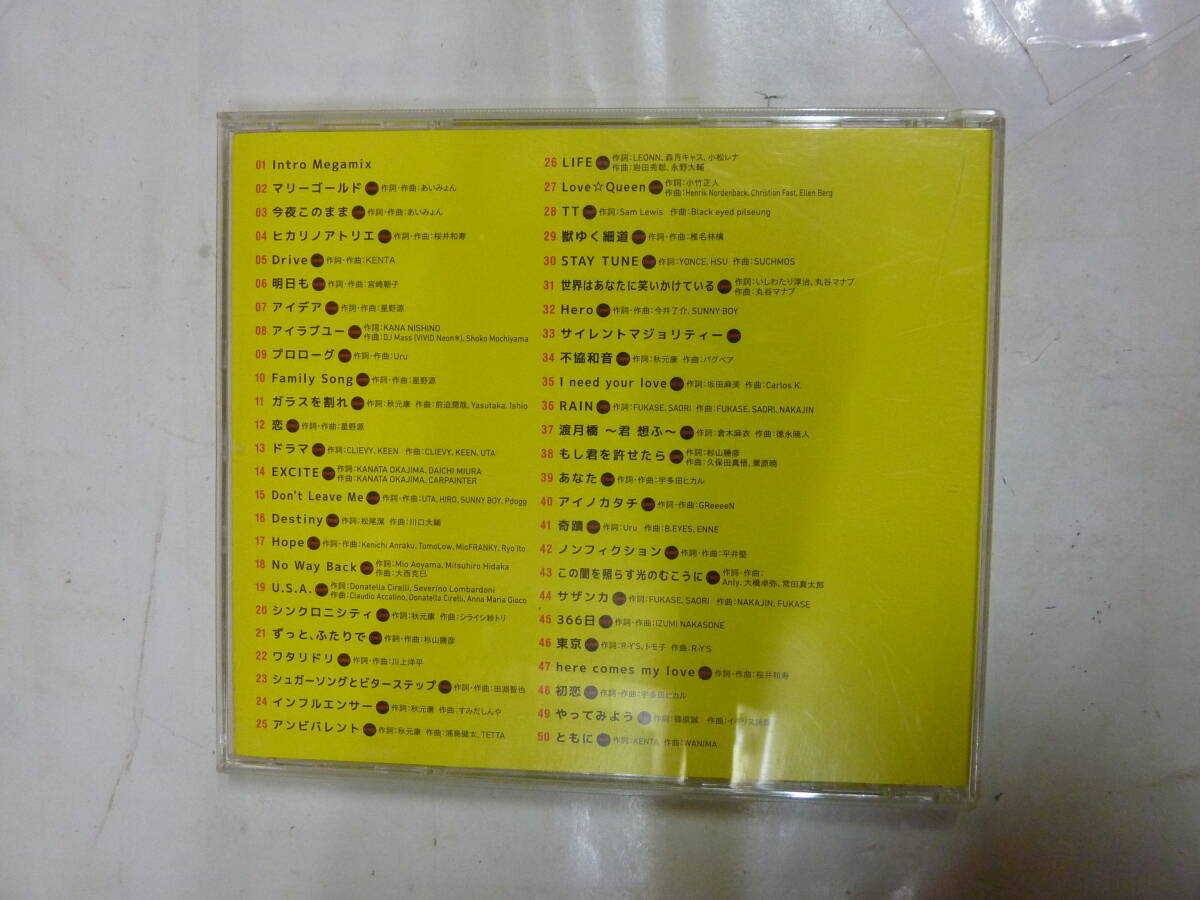 01 Intro Megamix
02 マリーゴールド 作詞・作曲：あいみょん
03 今夜このまま 作詞・作曲：あいみょん
04 ヒカリノアトリエ 作詞・作曲：桜井和寿
05 Drive 作詞・作曲：KENTA
06 明日も 作詞・作曲：宮崎朝子
07 アイデア 作詞・作曲：星野源
08 アイラブユー 作詞：KANA NISHINO
作曲：DJ Mass (VIVID Neon*), Shoko Mochiyama
09 プロローグ 作詞・作曲：Uru
10 Family Song 作詞・作曲：星野源
11 ガラスを割れ 作詞：秋元康 作曲：前迫潤哉, Yasutaka. Ishio
12 恋 作詞・作曲：星野源
13 ドラマ 作詞：CLIEVY, KEEN 作曲：CLIEVY, KEEN, UTA
14 EXCITE 作詞：KANATA OKAJIMA, DAICHI MIURA
作曲：KANATA OKAJIMA, CARPAINTER
15 Don't Leave Me 作詞・作曲：UTA, HIRO, SUNNY BOY, Pdogg
16 Destiny 作詞：松尾潔 作曲：川口大輔
17 Hope 作詞・作曲：Kenichi Anraku, TomoLow, MioFRANKY, Ryo Ito
18 No Way Back 作詞：Mio Aoyama, Mitsuhiro Hidaka
作曲：大西克巳
19 U.S.A. 作詞：Donatella Cirelli, Severino Lombardoni
作曲：Claudio Accatino, Donatella Cirelli, Anna Maria Gioco
20 シンクロニシティ 作詞：秋元康 作曲：シライシ紗トリ
21 ずっと、ふたりで 作詞・作曲：杉山勝彦
22 ワタリドリ 作詞・作曲：川上洋平
23 シュガーソングとビターステップ 作詞・作曲：田淵智也
24 インフルエンサー 作詞：秋元康 作曲：すみだしんや
25 アンビバレント 作詞：秋元康 作曲：浦島健太, TETTA
26 LIFE 作詞：LEONN, 森月キャス, 小松レナ
作曲：岩田秀聡, 永野大輔
27 Love☆Queen 作詞：小竹正人
作曲：Henrik Nordenback, Christian Fast, Ellen Berg
28 TT 作詞：Sam Lewis 作曲：Black eyed pilseung
29 獣ゆく細道 作詞・作曲：椎名林檎
30 STAY TUNE 作詞：YONCE, HSU 作曲：SUCHMOS
31 世界はあなたに笑いかけている 作詞：いしわたり淳治、丸谷マナブ
作曲：丸谷マナブ
32 Hero 作詞・作曲：今井了介, SUNNY BOY
33 サイレントマジョリティー
34 不協和音 作詞：秋元康 作曲：バグベア
35 I need your love 作詞：坂田麻美 作曲：Carlos K.
36 RAIN 作詞：FUKASE, SAORI 作曲：FUKASE, SAORI, NAKAJIN
37 渡月橋 ～君 想ふ～ 作詞：倉木麻衣 作曲：徳永暁人
38 もし君を許せたら 作詞：杉山勝彦
作曲：久保田真悟, 栗原暁
39 あなた 作詞・作曲：宇多田ヒカル
40 アイノカタチ 作詞・作曲：GReeeeN
41 奇蹟 作詞：Uru 作曲：B.EYES, ENNE
42 ノンフィクション 作詞・作曲：平井堅
43 この闇を照らす光のむこうに 作詞・作曲：
Anly, 大橋卓弥, 常田真太郎
44 サザンカ 作詞：FUKASE, SAORI 作曲：NAKAJIN, FUKASE
45 366日 作詞・作曲：IZUMI NAKASONE
46 東京 作詞：R-Y'S, トモ子 作曲：R-Y'S
47 here comes my love 作詞・作曲：桜井和寿
48 初恋 作詞・作曲：宇多田ヒカル
49 やってみよう 作詞：篠原誠 作曲：イギリス民謡
50 ともに 作詞：KENTA 作曲：WANIMA